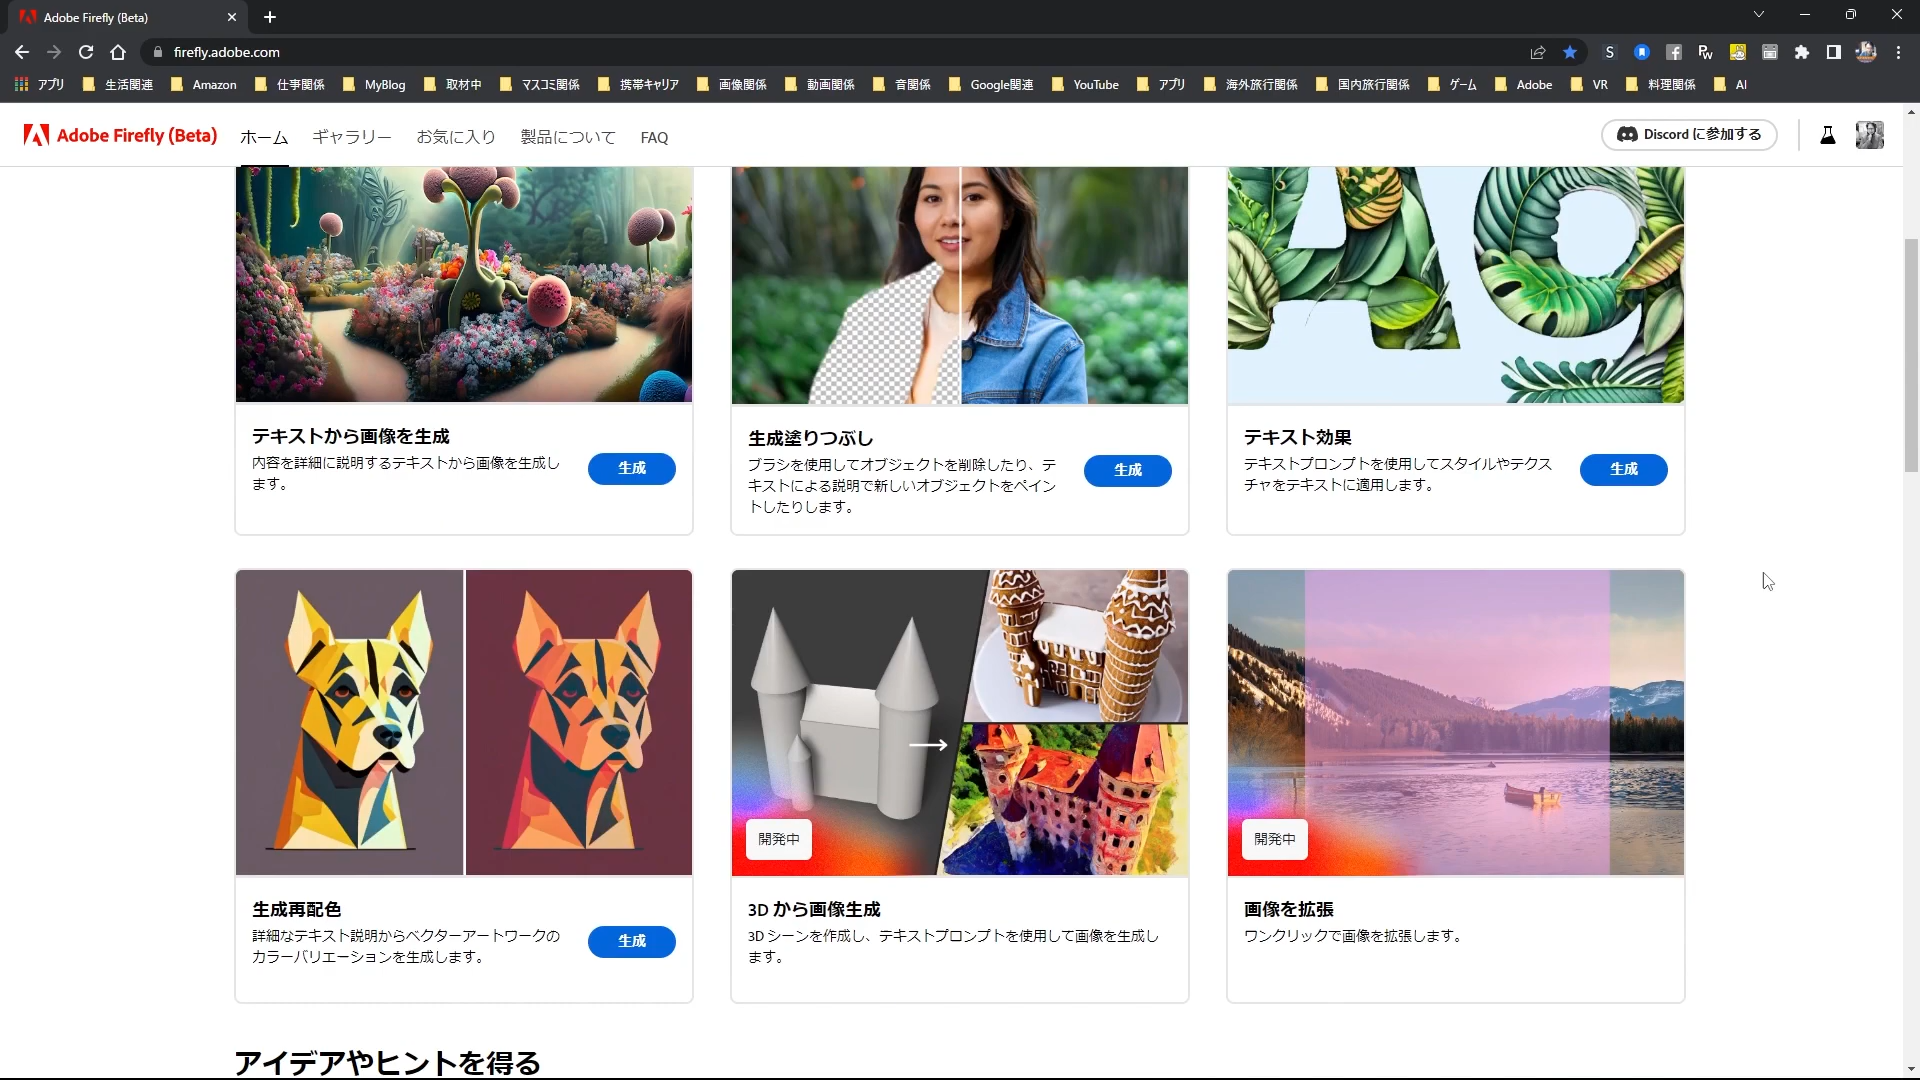 Adobe Firefly (Beta)
firefly.adobe.com
アプリ 生活関連 Amazon 仕事関係 MyBlog 取材中 マスコミ関係 携帯キャリア 画像関係 動画関係 音関係 Google関連 YouTube アプリ 海外旅行関係 国内旅行関係 ゲーム Adobe VR 料理関係 AI
Adobe Firefly (Beta) ホーム ギャラリー お気に入り 製品について FAQ Discord に参加する
テキストから画像を生成
内容を詳細に説明するテキストから画像を生成し
ます。
生成
生成塗りつぶし
ブラシを使用してオブジェクトを削除したり、テ
キストによる説明で新しいオブジェクトをペイン
トしたりします。
生成
テキスト効果
テキストプロンプトを使用してスタイルやテクス
チャをテキストに適用します。
生成
生成再配色
詳細なテキスト説明からベクターアートワークの
カラーバリエーションを生成します。
生成
開発中
3D から画像生成
3D シーンを作成し、テキストプロンプトを使用して画像を生成し
ます。
開発中
画像を拡張
ワンクリックで画像を拡張します。
アイデアやヒントを得る